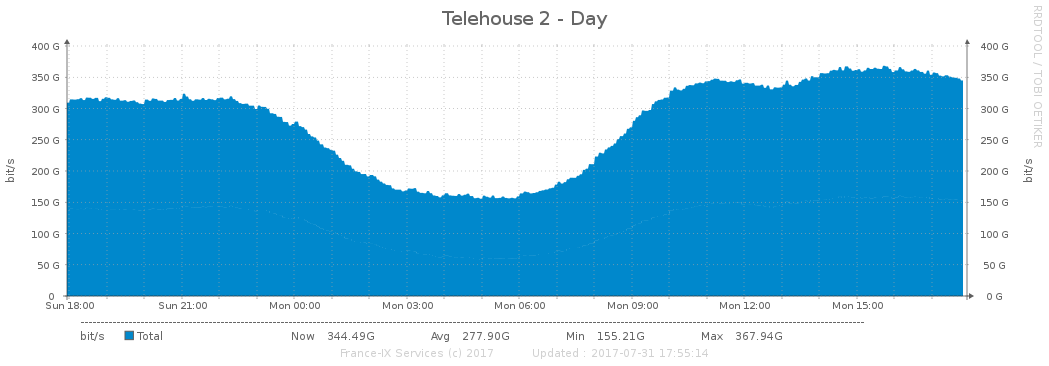 Telehouse 2 - Day
RRDTOOL / TOBI OETIKER
bit/s
bit/s
400 G 400 G
350 G 350 G
300 G 300 G
250 G 250 G
200 G 200 G
150 G 150 G
100 G 100 G
50 G 50 G
0 0 G
Sun 18:00 Sun 21:00 Mon 00:00 Mon 03:00 Mon 06:00 Mon 09:00 Mon 12:00 Mon 15:00
bit/s Total Now 344.49G Avg 277.90G Min 155.21G Max 367.94G
France-IX Services (c) 2017 Updated : 2017-07-31 17:55:14